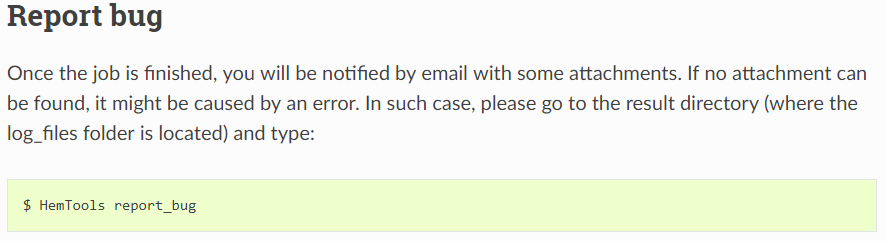 Report bug
Once the job is finished, you will be notified by email with some attachments. If no attachment can
be found, it might be caused by an error. In such case, please go to the result directory (where the
log_files folder is located) and type:
$ HemTools report_bug